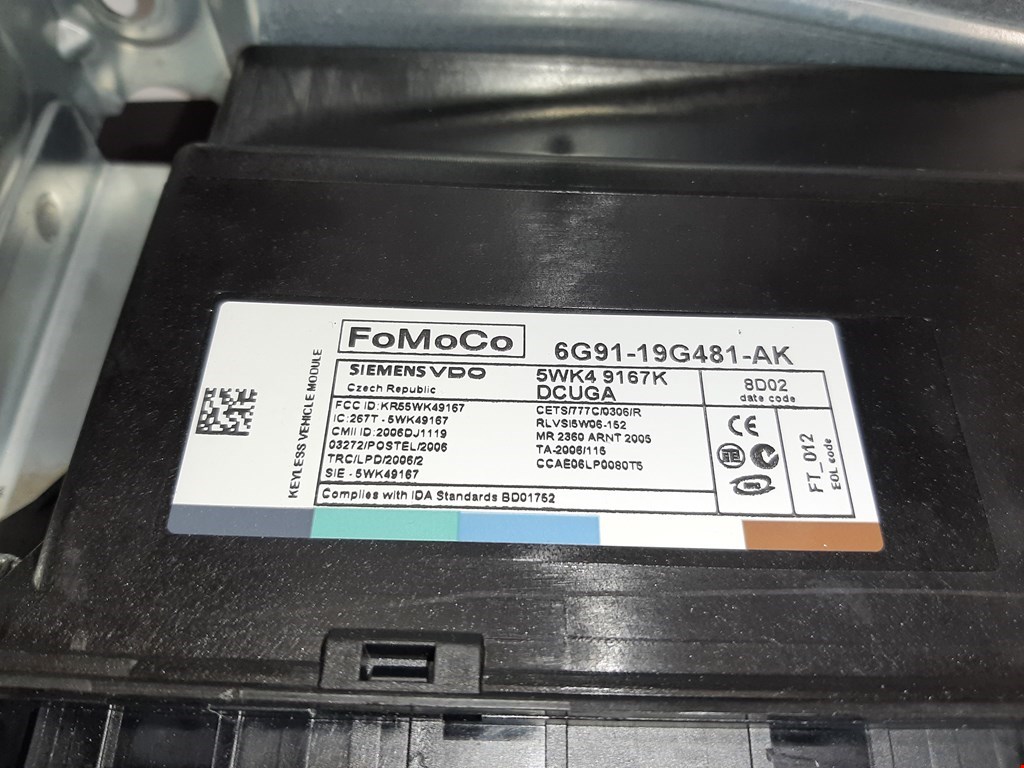 KEYLESS VEHICLE MODULE
FoMoCo
6G91-19G481-AK
SIEMENS VDO
Czech Republic
5WK4 9167K
DCUGA
8D02
date code
FCC ID:KR55WK49167
IC:267T - 5WK49167
CMII ID:2006DJ1119
03272/POSTEL/2006
TRC/LPD/2006/2
SIE - 5WK49167
CETS/777C/0306/R
RLVSI5W06-152
MR 2360 ARNT 2005
TA-2006/115
CCAE06LP0080T5
CE
FT_012
EOL code
Complies with IDA Standards BD01752